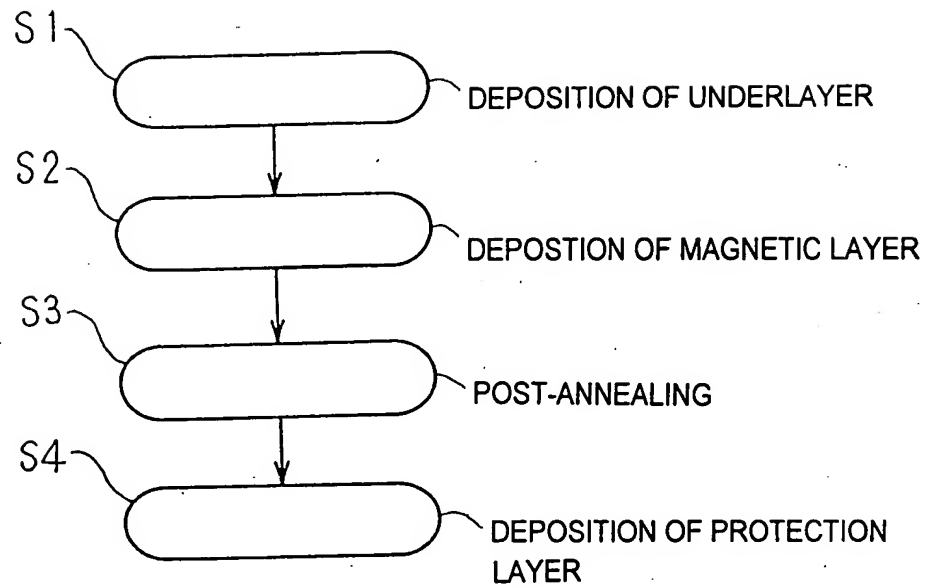 S1
DEPOSITION OF UNDERLAYER
S2
DEPOSTION OF MAGNETIC LAYER
S3
POST-ANNEALING
S4
DEPOSITION OF PROTECTION
LAYER